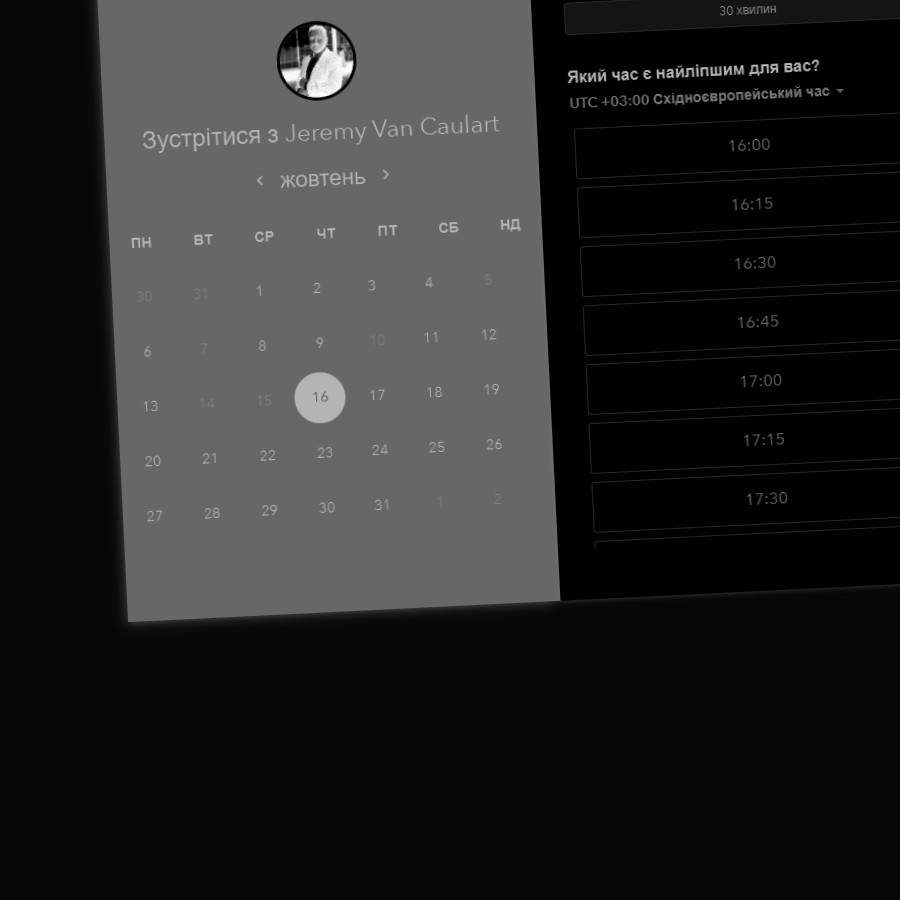 Зустрітися з Jeremy Van Caulart
жовтень
ПН ВТ СР ЧТ ПТ СБ НД
30 31 1 2 3 4 5
6 7 8 9 10 11 12
13 14 15 16 17 18 19
20 21 22 23 24 25 26
27 28 29 30 31 1 2
30 хвилин
Який час є найліпшим для вас?
UTC +03:00 Східноєвропейський час
16:00
16:15
16:30
16:45
17:00
17:15
17:30